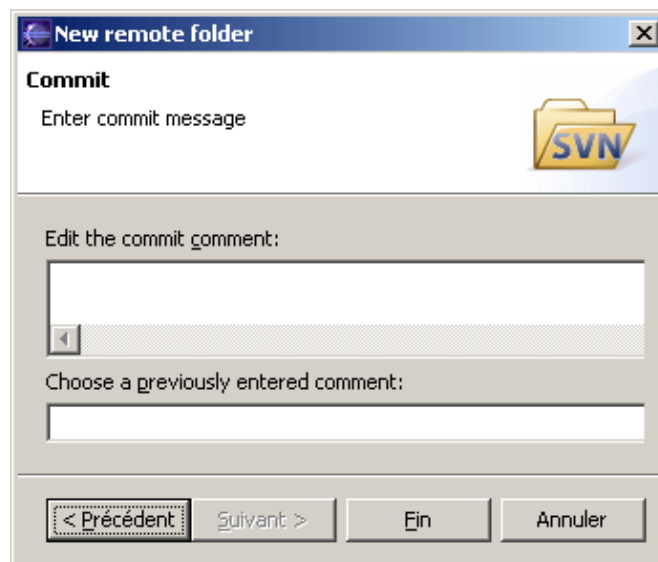 New remote folder
Commit
Enter commit message
SVN
Edit the commit comment:
Choose a previously entered comment:
< Précédent Suivant > Fin Annuler